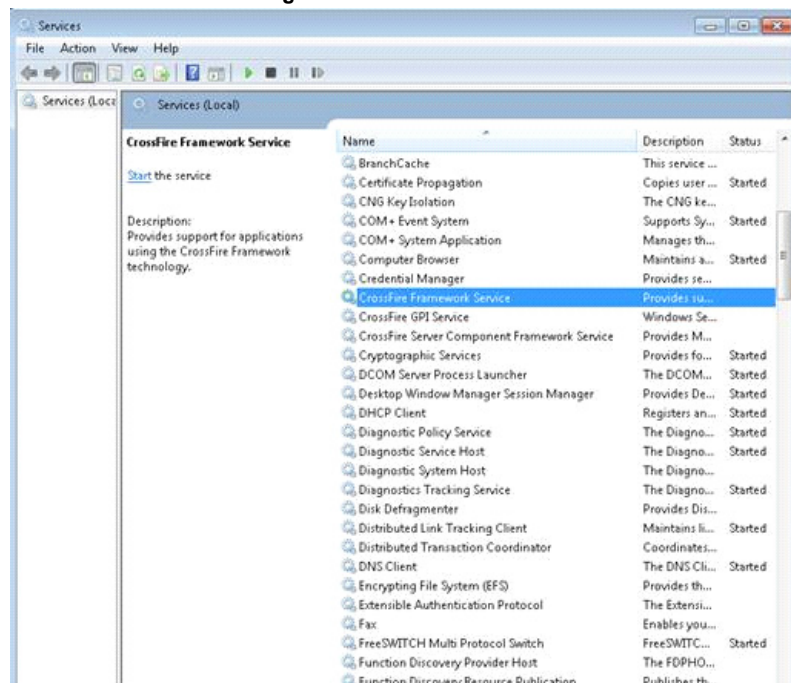 Services
File Action View Help
Services (Loca
Services (Local)
CrossFire Framework Service
Start the service
Description:
Provides support for applications
using the CrossFire Framework
technology.
Name Description Status
BranchCache This service ...
Certificate Propagation Copies user ... Started
CNG Key Isolation The CNG ke...
COM+ Event System Supports Sy... Started
COM+ System Application Manages th...
Computer Browser Maintains a... Started
Credential Manager Provides se...
CrossFire Framework Service Provides su...
CrossFire GPI Service Windows Se...
CrossFire Server Component Framework Service Provides M...
Cryptographic Services Provides fo... Started
DCOM Server Process Launcher The DCOM... Started
Desktop Window Manager Session Manager Provides De... Started
DHCP Client Registers an... Started
Diagnostic Policy Service The Diagno... Started
Diagnostic Service Host The Diagno... Started
Diagnostic System Host The Diagno...
Diagnostics Tracking Service The Diagno... Started
Disk Defragmenter Provides Dis...
Distributed Link Tracking Client Maintains li... Started
Distributed Transaction Coordinator Coordinates...
DNS Client The DNS Cli... Started
Encrypting File System (EFS) Provides th...
Extensible Authentication Protocol The Extensi...
Fax Enables you...
FreeSWITCH Multi Protocol Switch FreeSWITC... Started
Function Discovery Provider Host The FDPHO...
Function Discovery Resource Publication Publishes th...